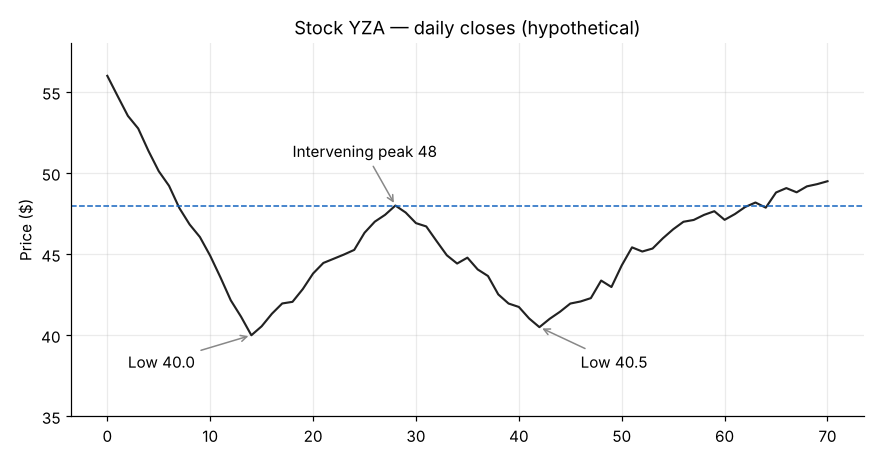 Stock YZA — daily closes (hypothetical)
Price ($)
55
50
45
40
35
Intervening peak 48
Low 40.0
Low 40.5
0 10 20 30 40 50 60 70